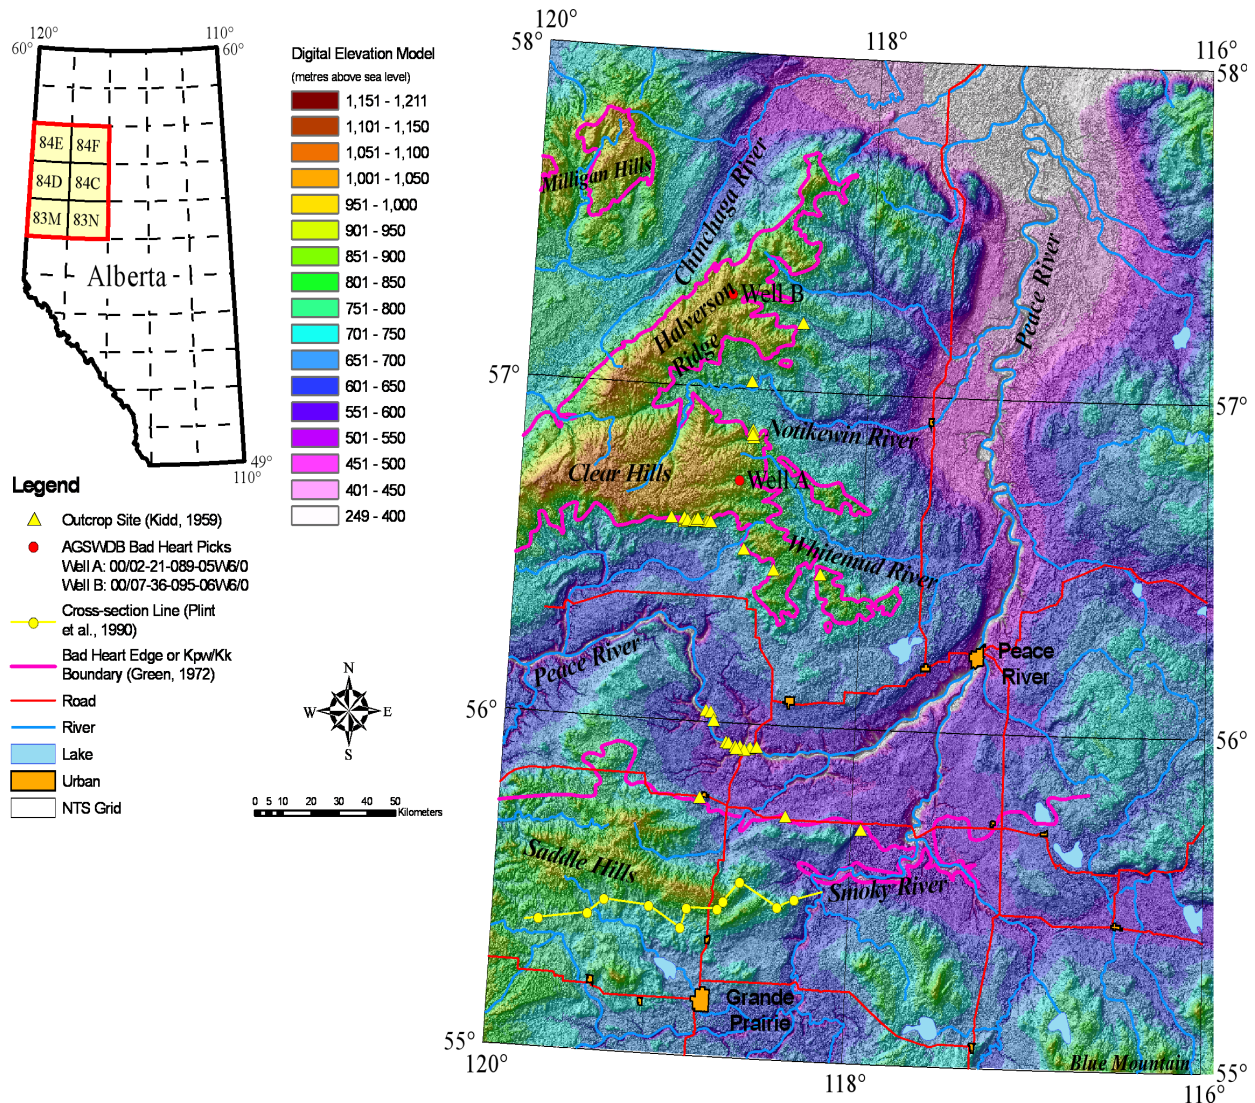 120°
60°
110°
60°
84E
84F
84D
84C
83M
83N
Alberta
49°
110°
Digital Elevation Model
(metres above sea level)
1,151 - 1,211
1,101 - 1,150
1,051 - 1,100
1,001 - 1,050
951 - 1,000
901 - 950
851 - 900
801 - 850
751 - 800
701 - 750
651 - 700
601 - 650
551 - 600
501 - 550
451 - 500
401 - 450
249 - 400
Legend
Outcrop Site (Kidd, 1959)
AGSWDB Bad Heart Picks
Well A: 00/02-21-089-05W6/0
Well B: 00/07-36-095-06W6/0
Cross-section Line (Plint
et al., 1990)
Bad Heart Edge or Kpw/Kk
Boundary (Green, 1972)
Road
River
Lake
Urban
NTS Grid
N
W
E
S
0 5 10 20 30 40 50
Kilometers
120°
58°
118°
116°
58°
Milligan Hills
Chinchaga River
Peace River
Well B
Halverson
Ridge
57°
57°
Notikewin River
Clear Hills
Well A
Whitemud River
Peace River
Peace
River
56°
56°
Saddle Hills
Smoky River
Grande
Prairie
Blue Mountain
55°
120°
118°
55°
116°